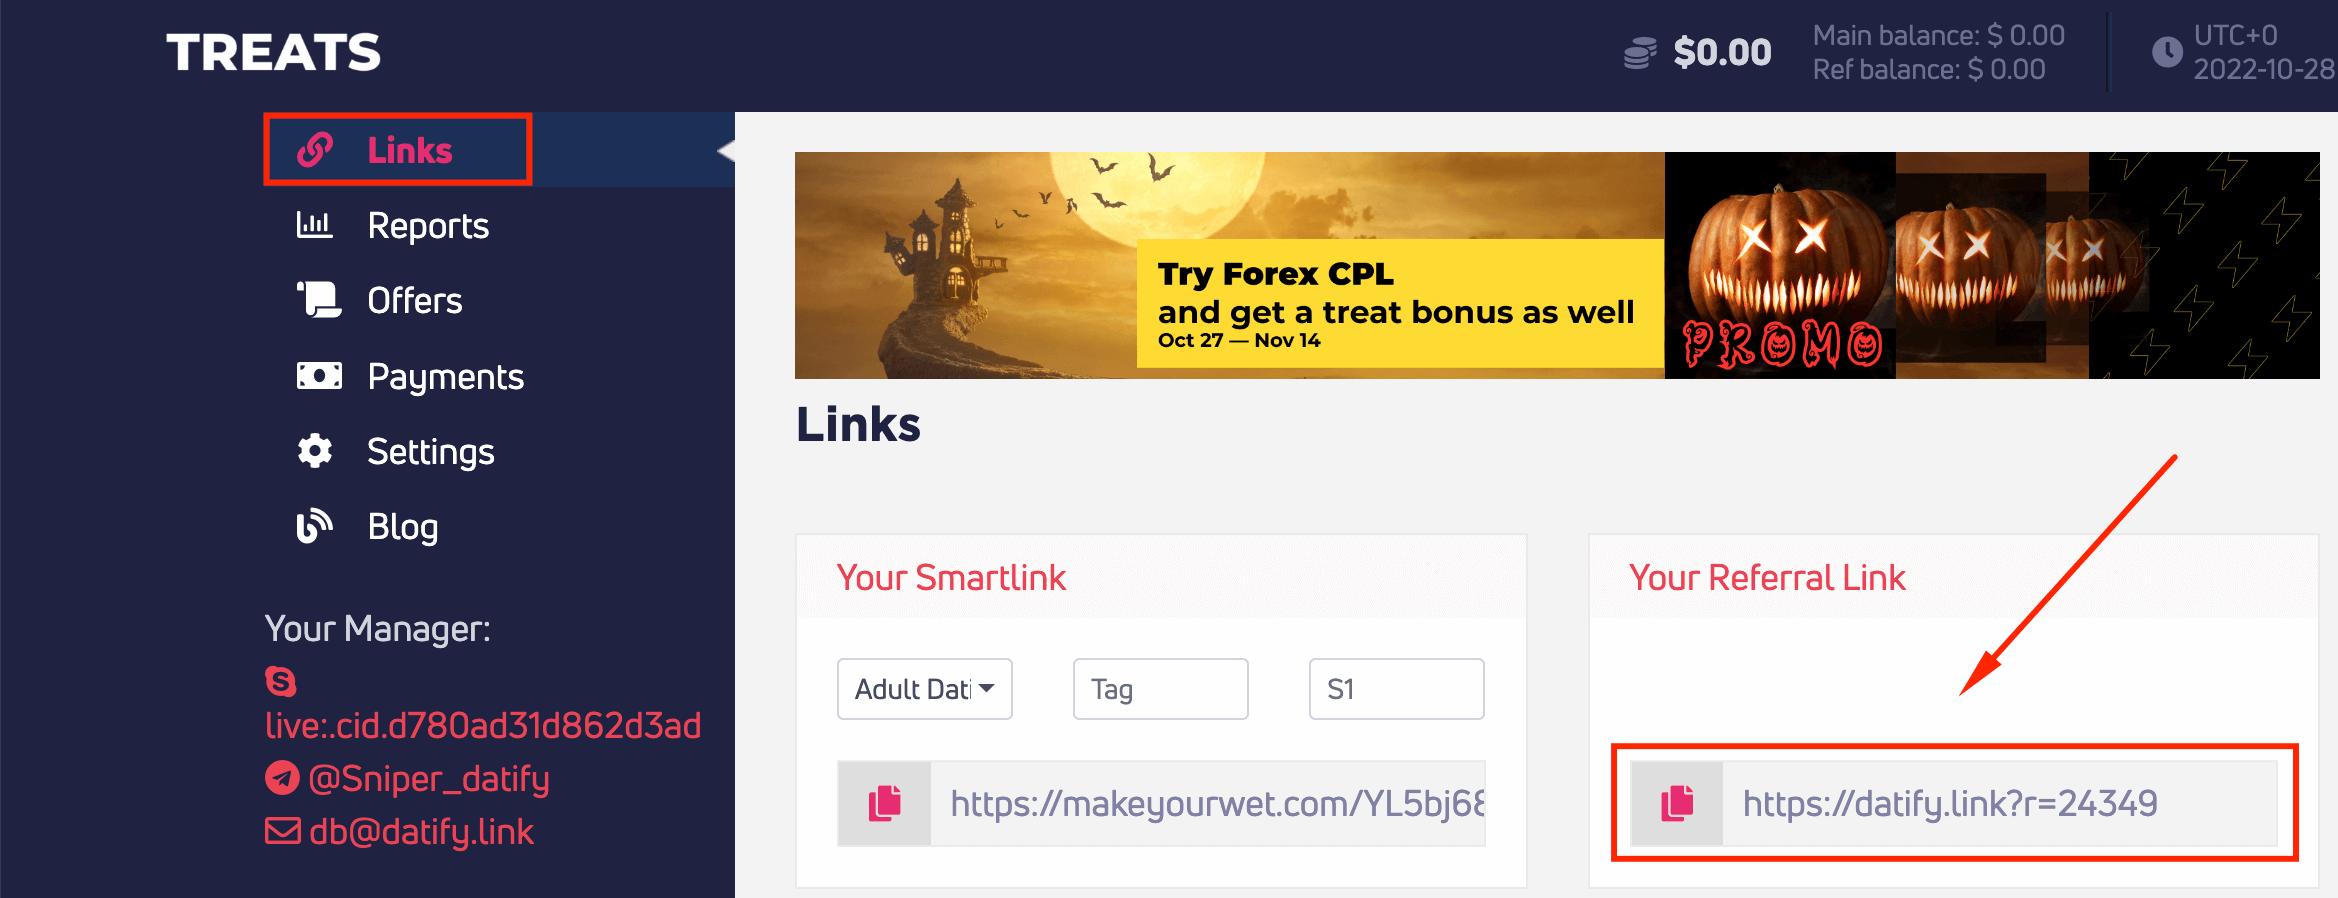 TREATS
$0.00
Main balance: $ 0.00
Ref balance: $ 0.00
UTC+0
2022-10-28
Links
Reports
Offers
Payments
Settings
Blog
Your Manager:
live:.cid.d780ad31d862d3ad
@Sniper_datify
db@datify.link
Try Forex CPL
and get a treat bonus as well
Oct 27 — Nov 14
PROMO
Links
Your Smartlink
Adult Dati
Tag
S1
https://makeyourwet.com/YL5bj68
Your Referral Link
https://datify.link?r=24349